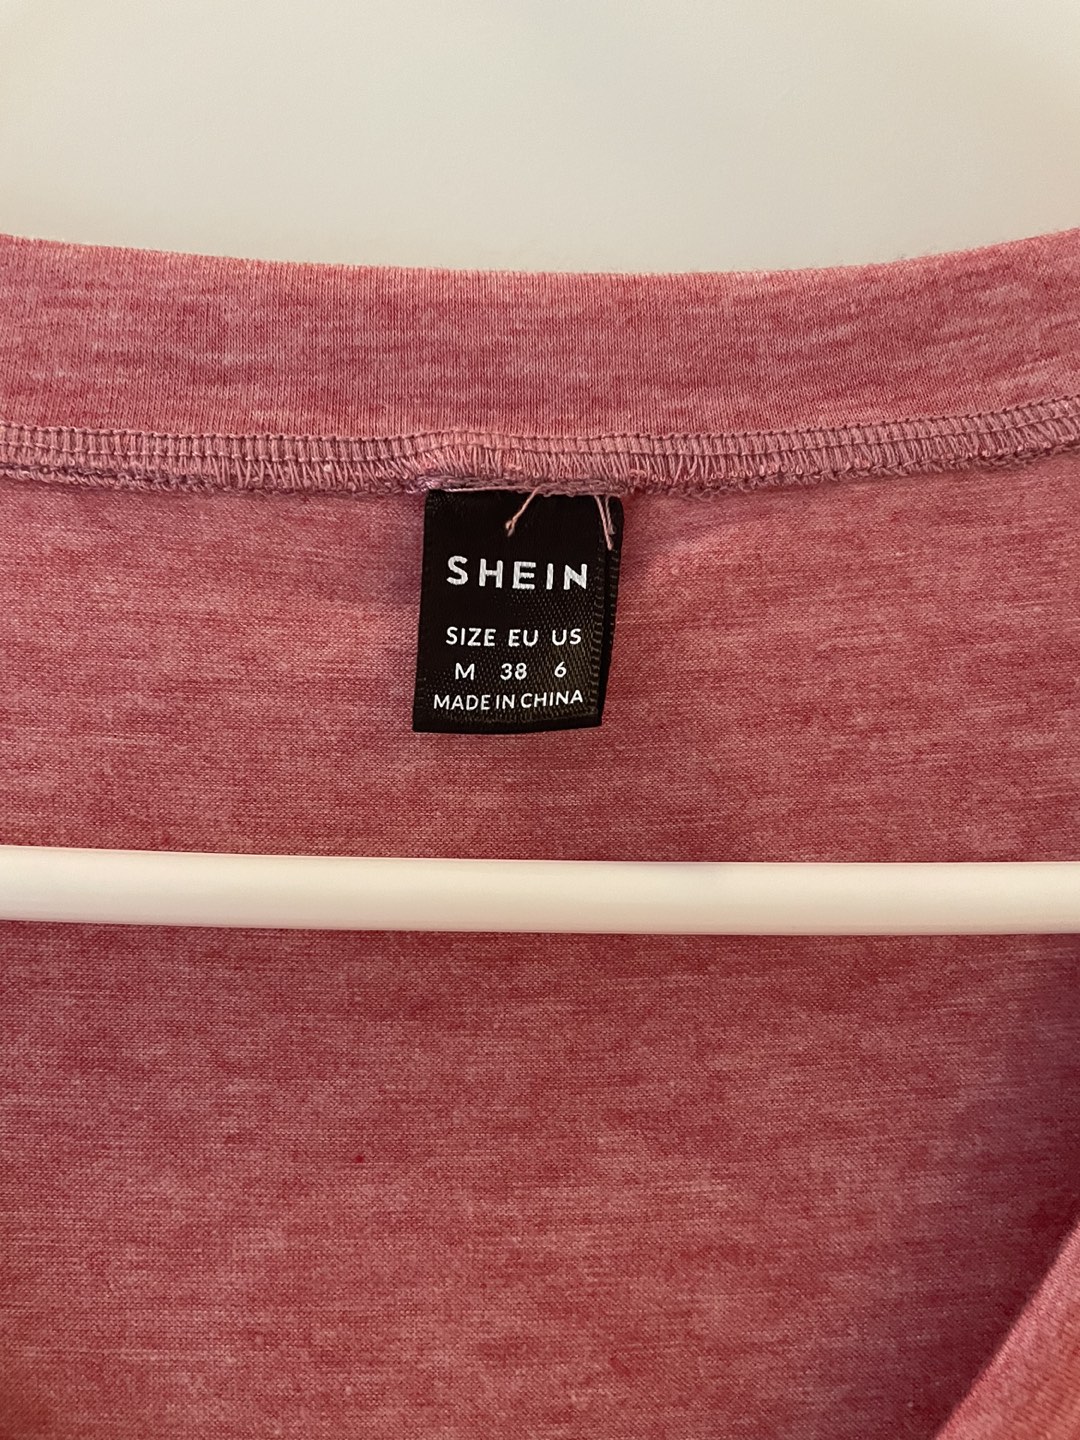 SHEIN
SIZE EU US
M 38 6
MADE IN CHINA